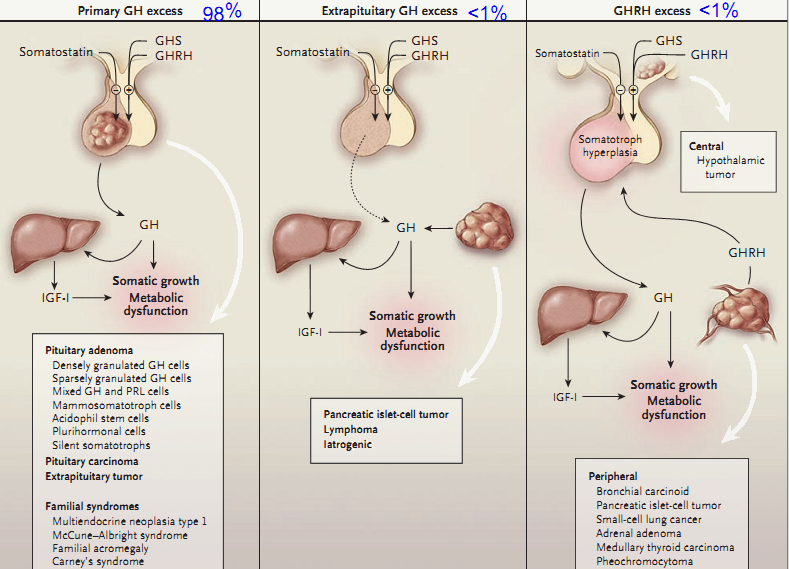 Primary GH excess 98%
Somatostatin
GHS
GHRH
−
+
GH
IGF-I
Somatic growth
Metabolic
dysfunction
Pituitary adenoma
Densely granulated GH cells
Sparsely granulated GH cells
Mixed GH and PRL cells
Mammosomatotroph cells
Acidophil stem cells
Plurihormonal cells
Silent somatotrophs
Pituitary carcinoma
Extrapituitary tumor
Familial syndromes
Multiendocrine neoplasia type 1
McCune–Albright syndrome
Familial acromegaly
Carney's syndrome
Extrapituitary GH excess <1%
Somatostatin
GHS
GHRH
−
+
GH
IGF-I
Somatic growth
Metabolic
dysfunction
Pancreatic islet-cell tumor
Lymphoma
Iatrogenic
GHRH excess <1%
Somatostatin
GHS
GHRH
−
+
Somatotroph
hyperplasia
Central
Hypothalamic
tumor
GHRH
GH
IGF-I
Somatic growth
Metabolic
dysfunction
Peripheral
Bronchial carcinoid
Pancreatic islet-cell tumor
Small-cell lung cancer
Adrenal adenoma
Medullary thyroid carcinoma
Pheochromocytoma